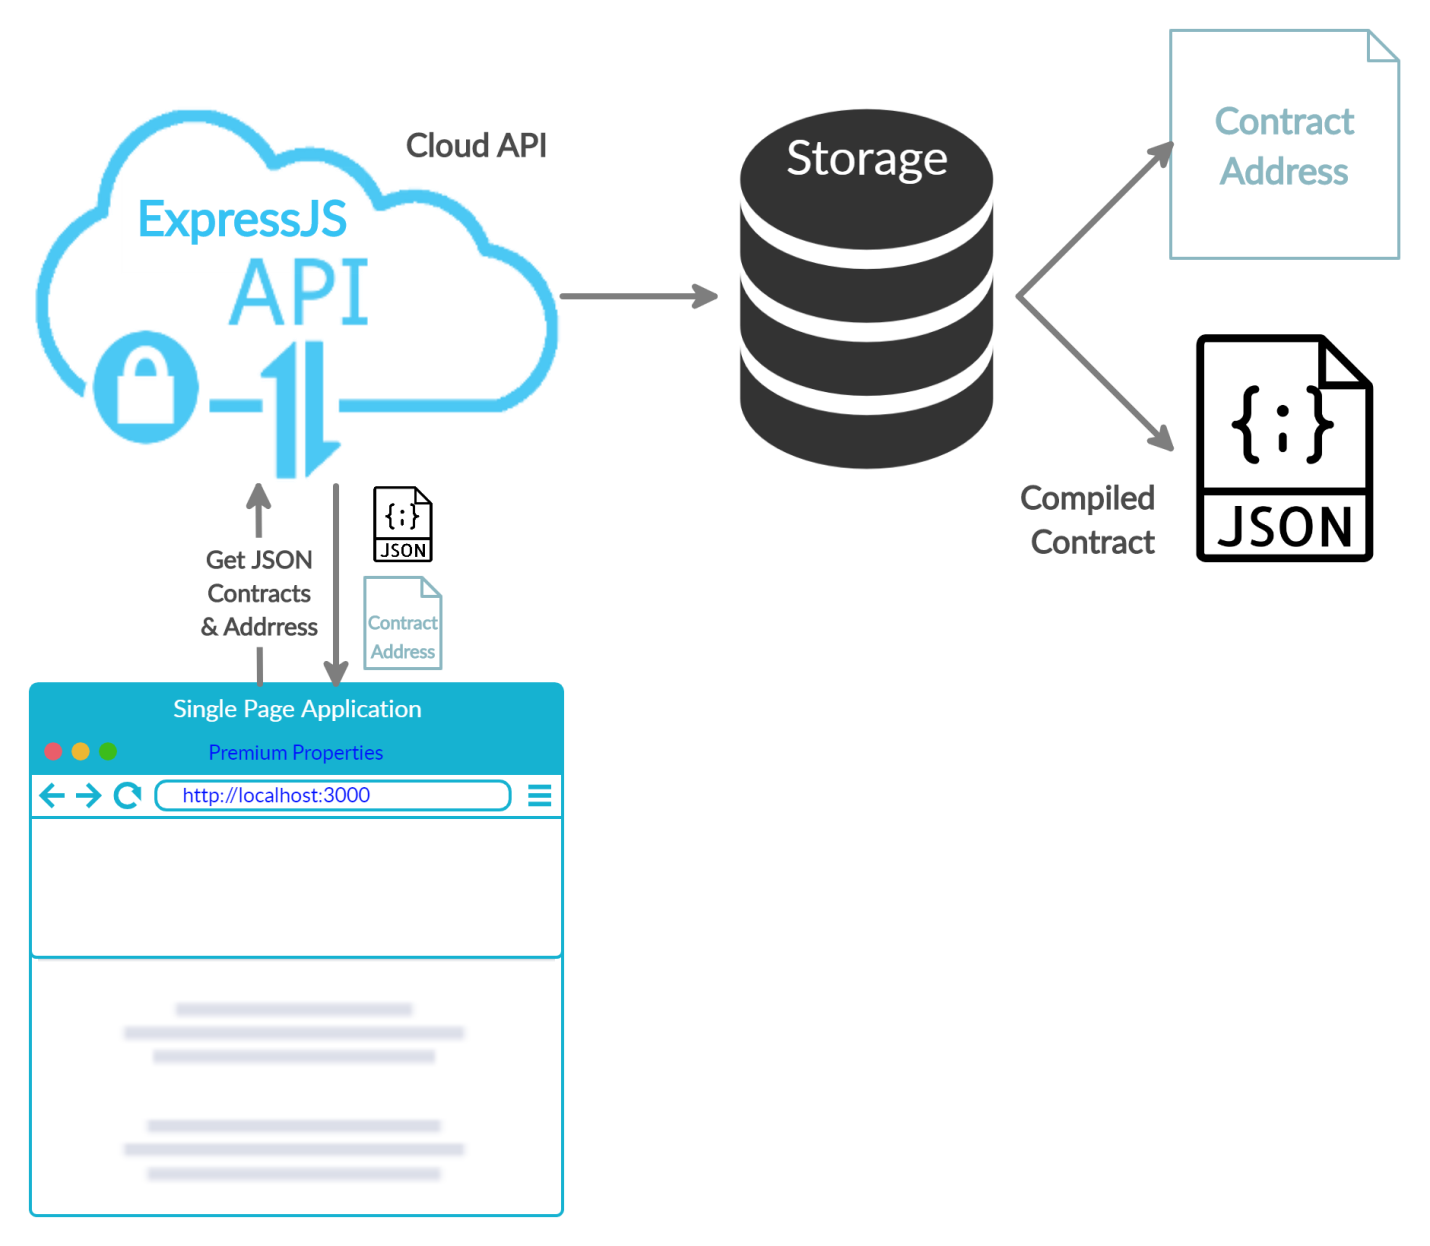 Cloud API
ExpressJS
API
Storage
Contract
Address
{;}
JSON
Compiled
Contract
Get JSON
Contracts
& Addrress
{;}
JSON
Contract
Address
Single Page Application
Premium Properties
http://localhost:3000